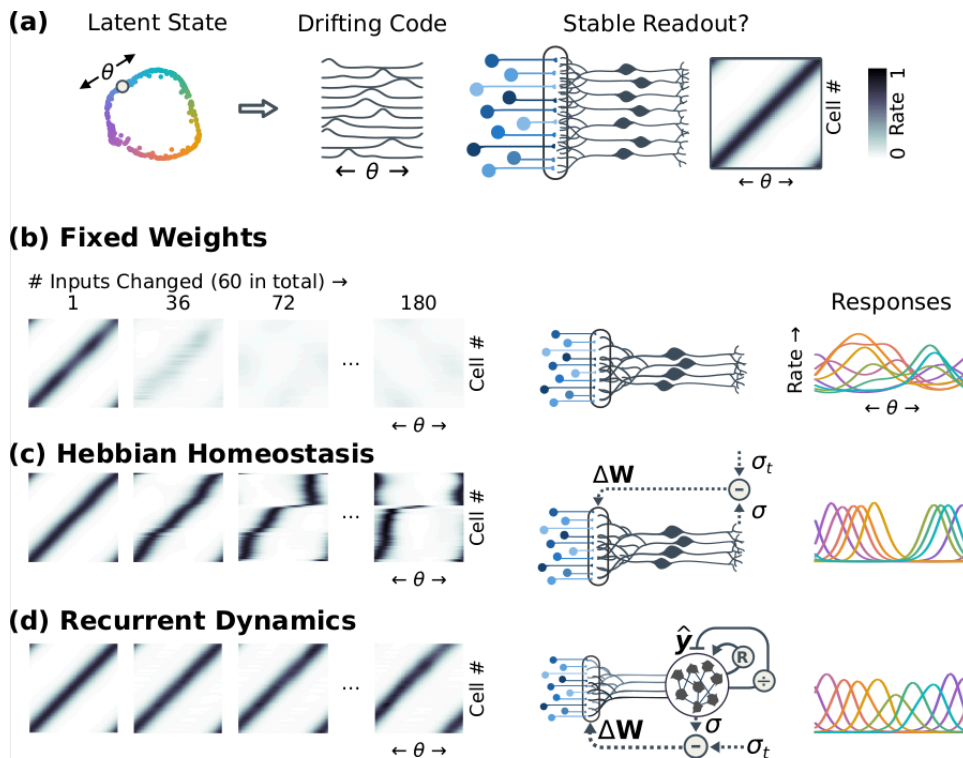 (a) Latent State Drifting Code Stable Readout?
θ
← θ →
← θ →
Cell #
0 Rate 1
(b) Fixed Weights
# Inputs Changed (60 in total) →
1 36 72 180
...
Cell #
← θ →
Responses
Rate →
← θ →
(c) Hebbian Homeostasis
...
Cell #
← θ →
ΔW
σt
−
σ
(d) Recurrent Dynamics
...
Cell #
← θ →
ŷ
R
÷
σ
ΔW
−
σt